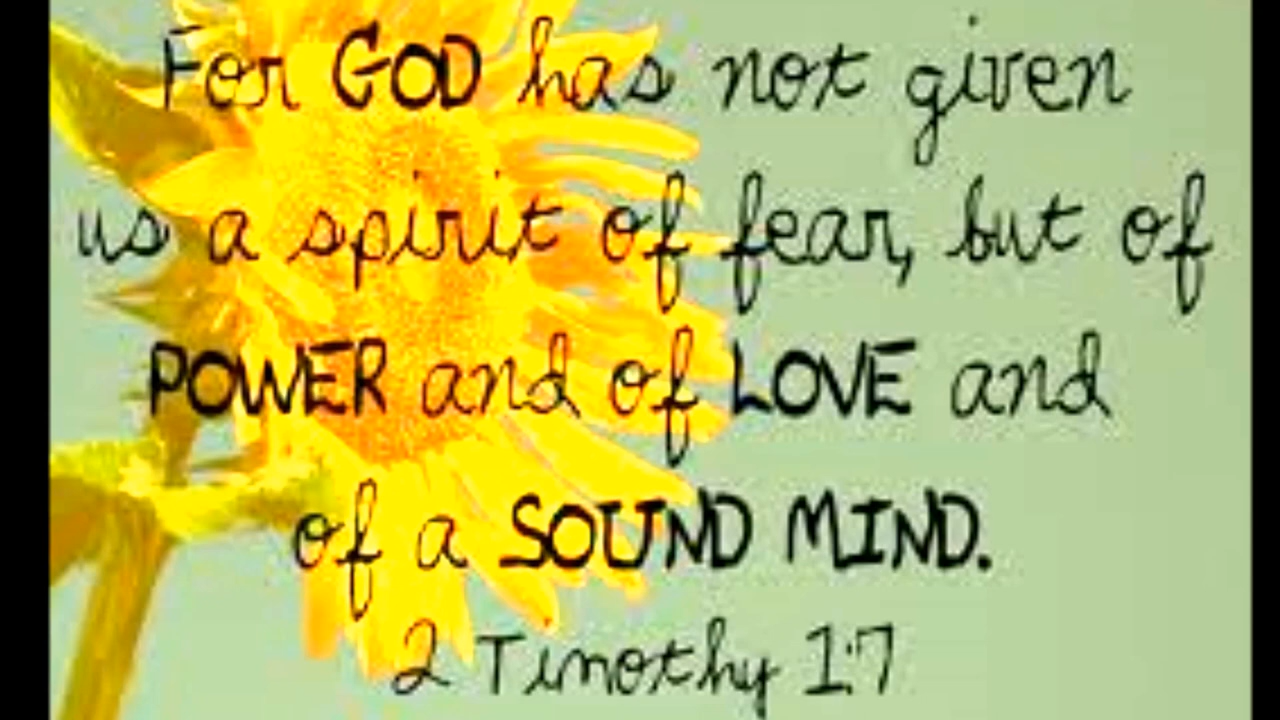 For GOD has not given
us a spirit of fear, but of
POWER and of LOVE and
of a SOUND MIND.
2 Timothy 1:7